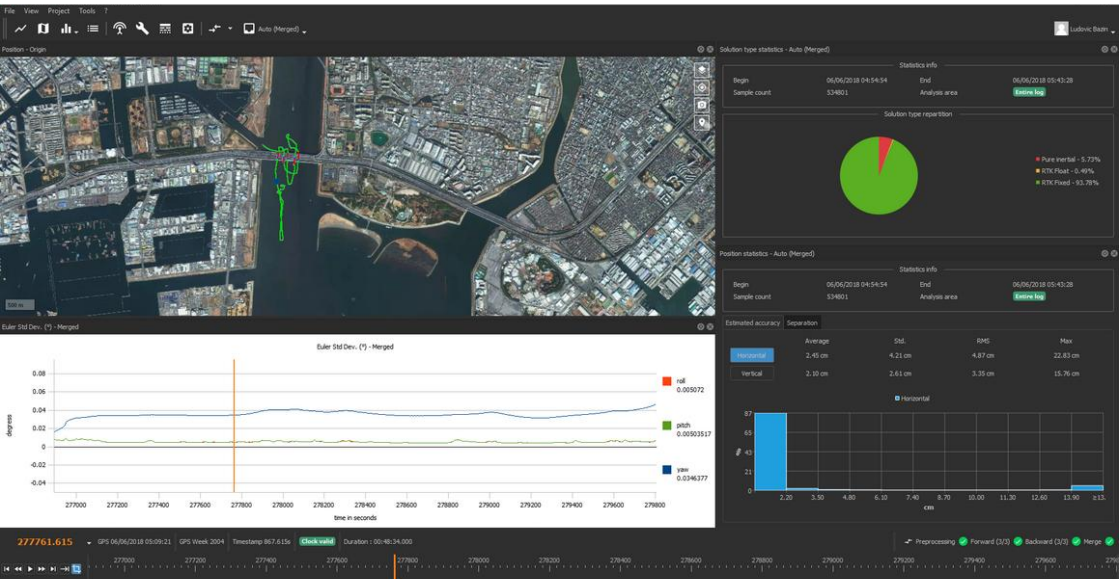 File View Project Tools ?
Auto (Merged)
Ludovic Bazin
Position - Origin
500 m
Euler Std Dev. (°) - Merged
Euler Std Dev. (°) - Merged
degrees
0.08
0.06
0.04
0.02
0
-0.02
-0.04
277000 277200 277400 277600 277800 278000 278200 278400 278600 278800 279000 279200 279400 279600 279800
time in seconds
roll
0.005072
pitch
0.00503517
yaw
0.0346377
Solution type statistics - Auto (Merged)
Statistics info
Begin 06/06/2018 04:54:54 End 06/06/2018 05:43:28
Sample count 534801 Analysis area Entire log
Solution type repartition
Pure inertial - 5.73%
RTK Float - 0.49%
RTK Fixed - 93.78%
Position statistics - Auto (Merged)
Statistics info
Begin 06/06/2018 04:54:54 End 06/06/2018 05:43:28
Sample count 534801 Analysis area Entire log
Estimated accuracy Separation
Average Std. RMS Max
Horizontal 2.45 cm 4.21 cm 4.87 cm 22.83 cm
Vertical 2.10 cm 2.61 cm 3.35 cm 15.76 cm
Horizontal
%
87
65
43
21
0
2.20 3.50 4.80 6.10 7.40 8.70 10.00 11.30 12.60 13.90 ≥13.
cm
277761.615 GPS 06/06/2018 05:09:21 GPS Week 2004 Timestamp 867.615s Clock valid Duration : 00:48:34.000
Preprocessing Forward (3/3) Backward (3/3) Merge
277000 277200 277400 277600 277800 278000 278200 278400 278600 278800 279000 279200 279400 279600